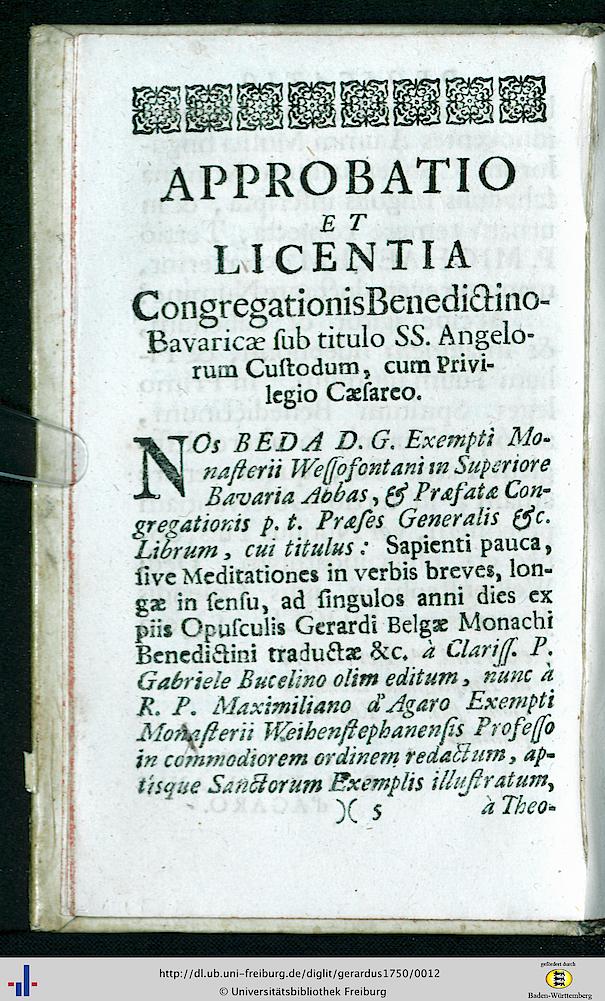 APPROBATIO
ET
LICENTIA
Congregationis Benedictino-
Bavaricæ ſub titulo SS. Angelo-
rum Cuſtodum, cum Privi-
legio Cæſareo.
NOs BEDA D. G. Exempti Mo-
naſterii Weſſofontani in Superiore
Bavaria Abbas, & Præfatæ Con-
gregationis p. t. Præſes Generalis &c.
Librum, cui titulus: Sapienti pauca,
ſive Meditationes in verbis breves, lon-
gæ in ſenſu, ad ſingulos anni dies ex
piis Opuſculis Gerardi Belgæ Monachi
Benedictini traductæ &c. à Clariſſ. P.
Gabriele Bucelino olim editum, nunc à
R. P. Maximiliano d'Agaro Exempti
Monaſterii Weihenſtephanenſis Profeſſo
in commodiorem ordinem redactum, ap-
tisque Sanctorum Exemplis illuſtratum,
)( 5 à Theo-
http://dl.ub.uni-freiburg.de/diglit/gerardus1750/0012
© Universitätsbibliothek Freiburg
gefördert durch
Baden-Württemberg